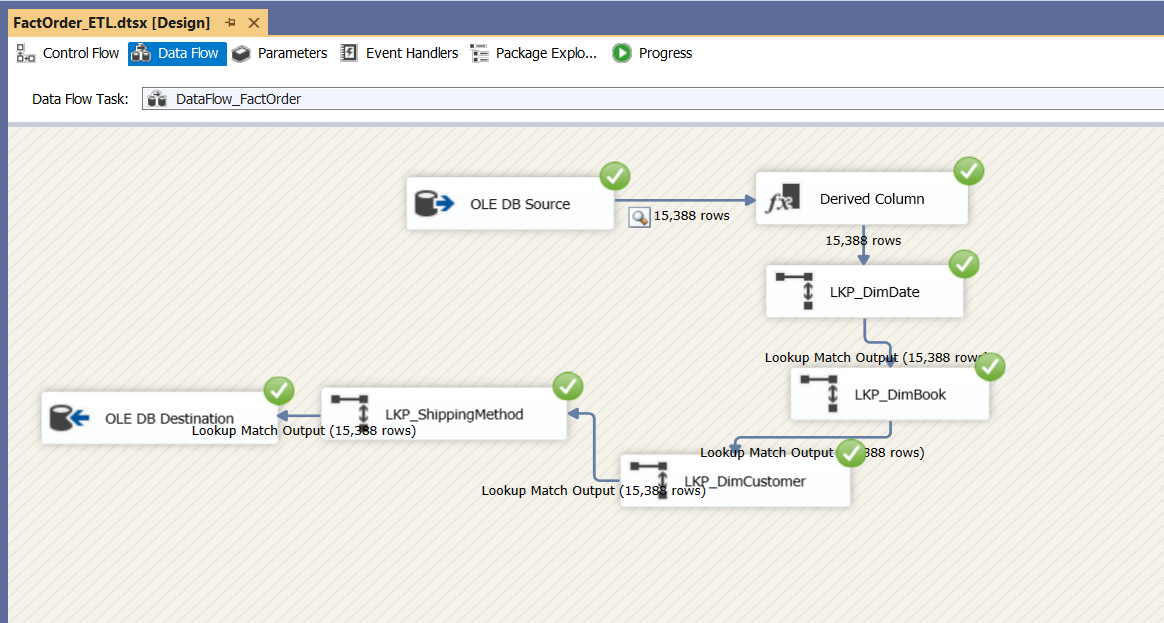 FactOrder_ETL.dtsx [Design]
Control Flow
Data Flow
Parameters
Event Handlers
Package Explo...
Progress
Data Flow Task:
DataFlow_FactOrder
OLE DB Source
15,388 rows
Derived Column
15,388 rows
LKP_DimDate
Lookup Match Output (15,388 rows
LKP_DimBook
Lookup Match Output
388 rows)
LKP_DimCustomer
Lookup Match Output (15,388 rows)
LKP_ShippingMethod
Lookup Match Output (15,388 rows)
OLE DB Destination